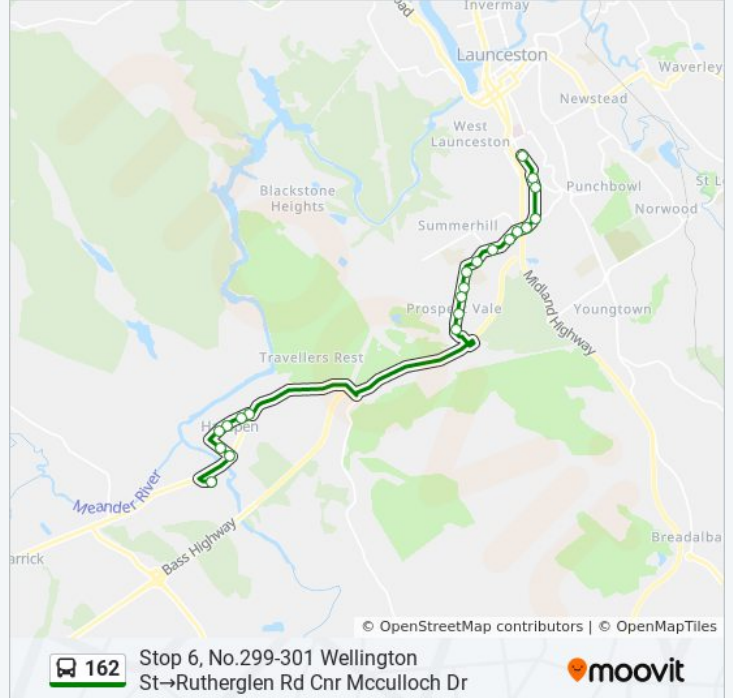 oad
Invermay
Launceston
Waverley
Newstead
West
Launceston
Punchbowl
St L
Blackstone
Heights
Norwood
Summerhill
Midland Highway
Prospect Vale
Youngtown
Travellers Rest
Meander River
Bass Highway
Breadalba
arrick
© OpenStreetMap contributors | © OpenMapTiles
162
Stop 6, No.299-301 Wellington
St→Rutherglen Rd Cnr Mcculloch Dr
moovit